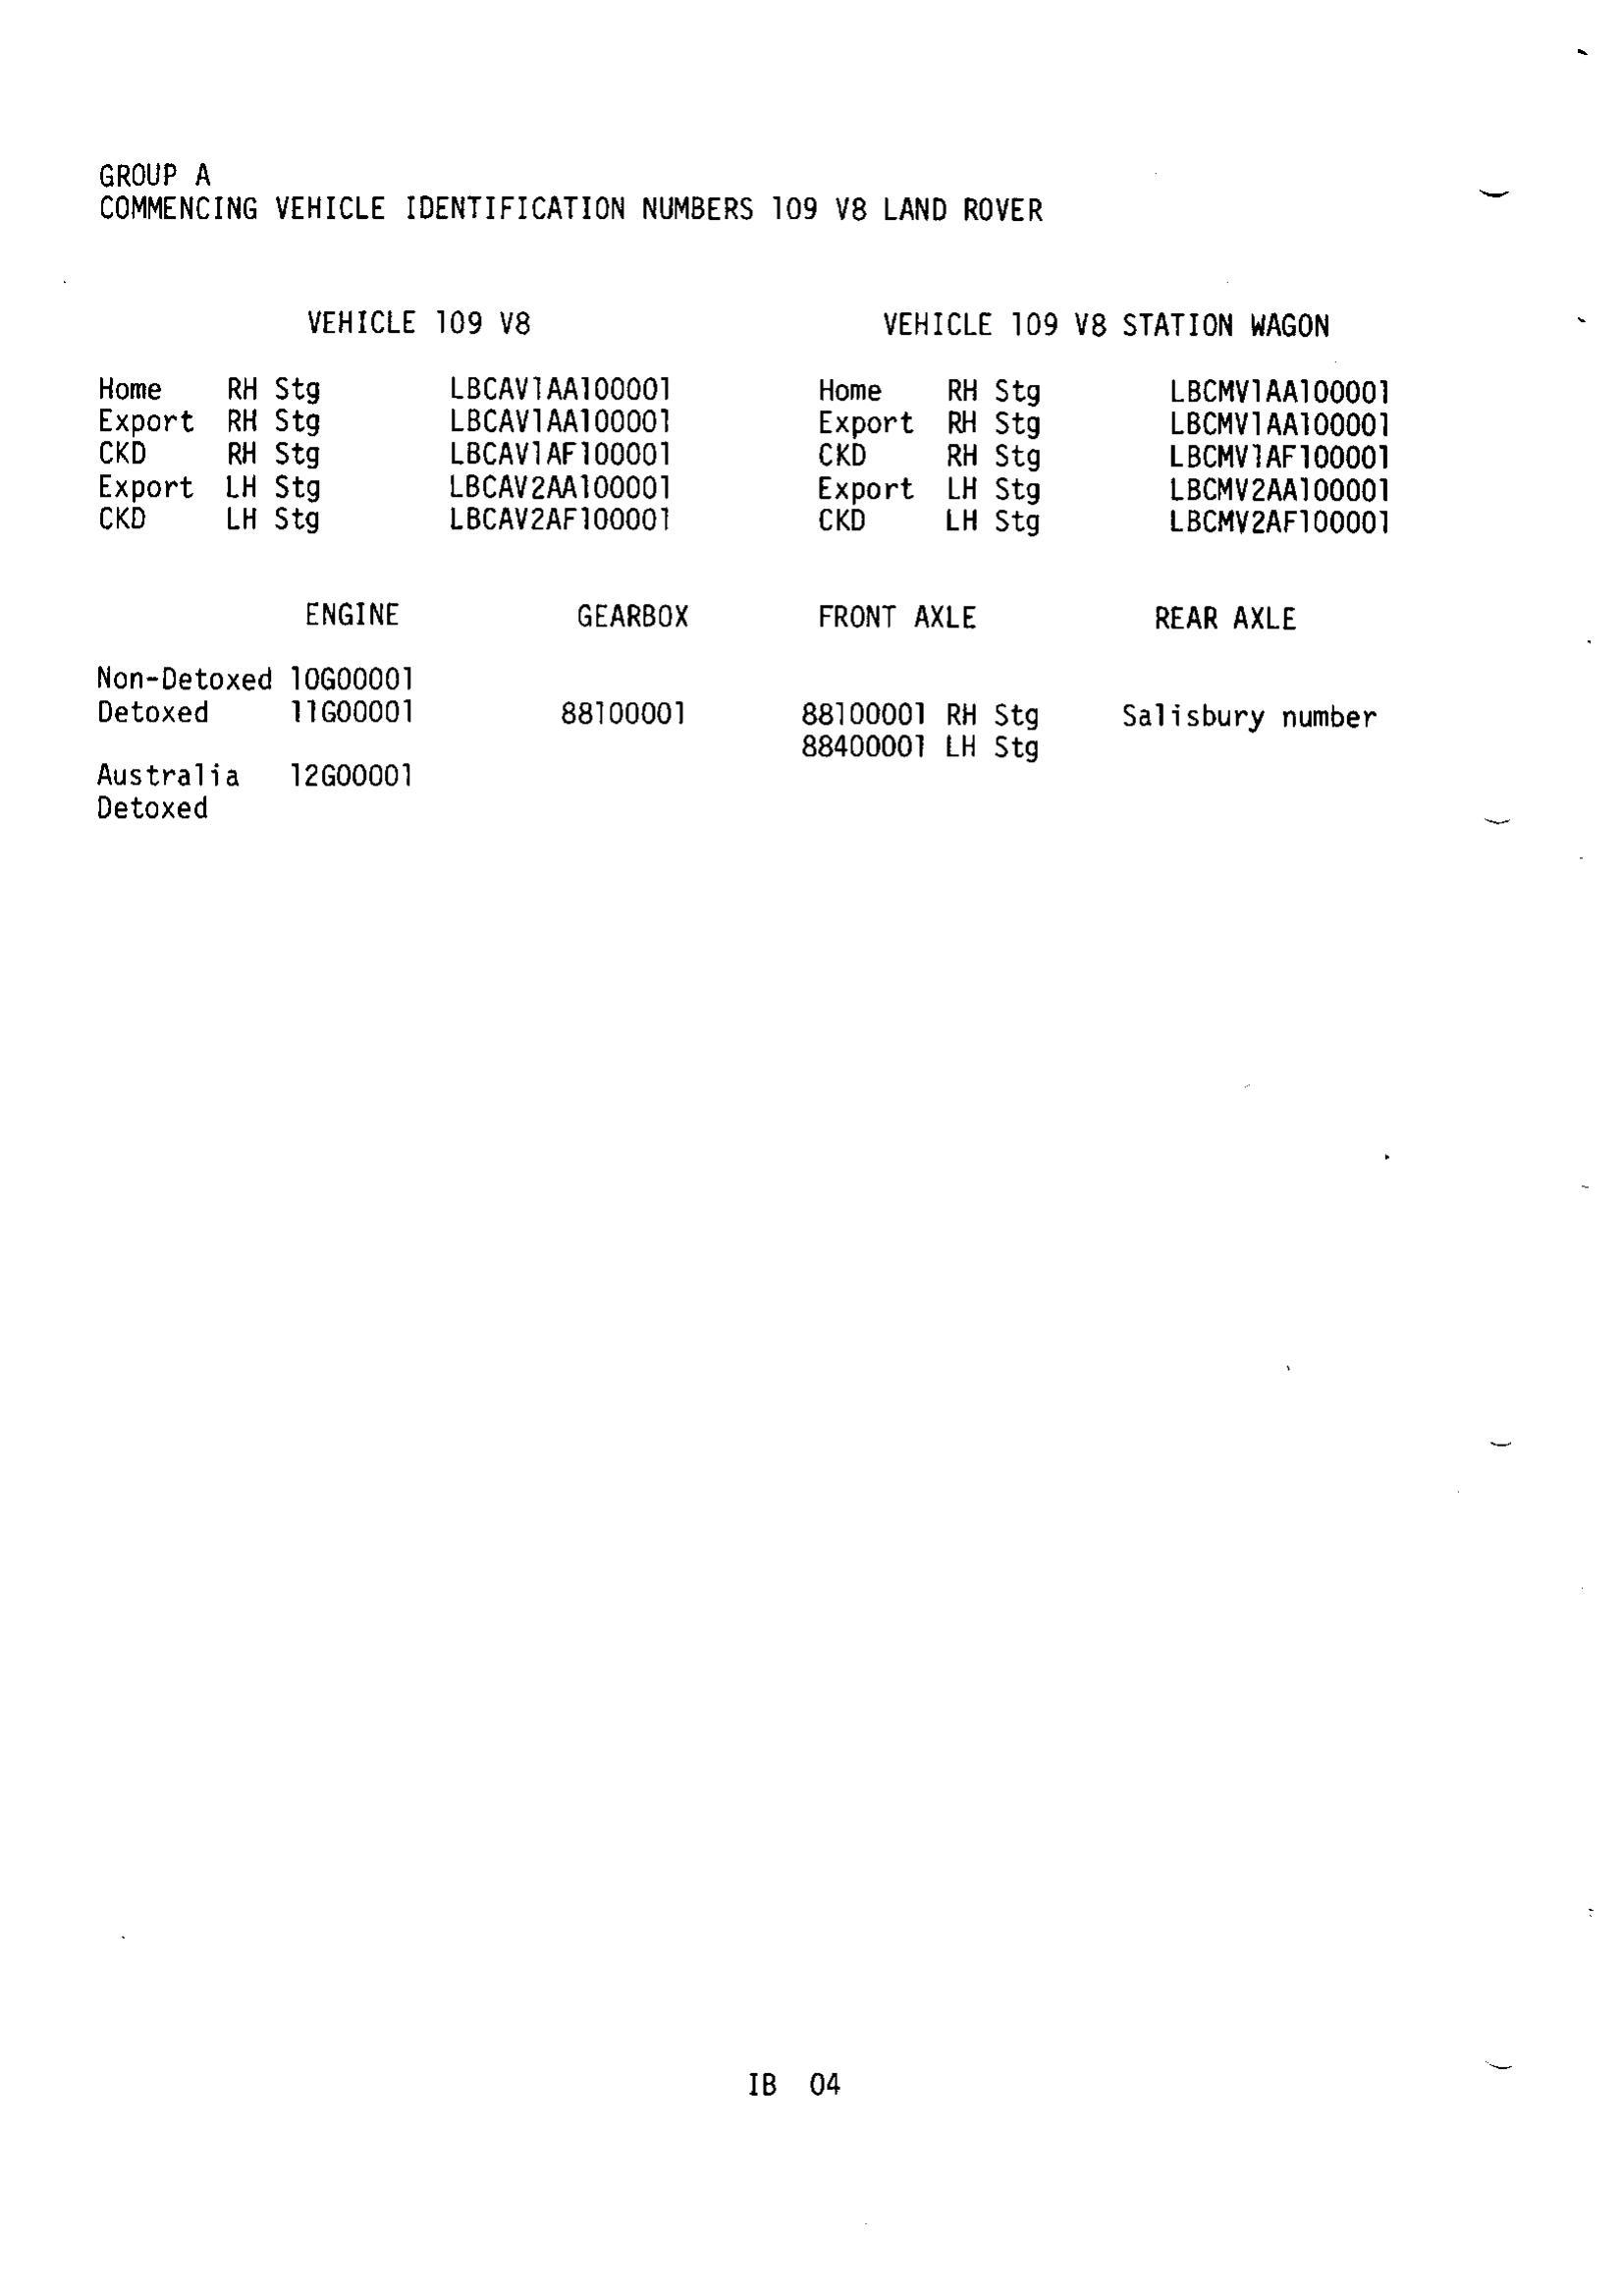 GROUP A
COMMENCING VEHICLE IDENTIFICATION NUMBERS 109 V8 LAND ROVER
VEHICLE 109 V8 VEHICLE 109 V8 STATION WAGON
Home RH Stg LBCAV1AA100001 Home RH Stg LBCMV1AA100001
Export RH Stg LBCAV1AA100001 Export RH Stg LBCMV1AA100001
CKD RH Stg LBCAV1AF100001 CKD RH Stg LBCMV1AF100001
Export LH Stg LBCAV2AA100001 Export LH Stg LBCMV2AA100001
CKD LH Stg LBCAV2AF100001 CKD LH Stg LBCMV2AF100001
ENGINE GEARBOX FRONT AXLE REAR AXLE
Non-Detoxed 10G00001
Detoxed 11G00001 88100001 88100001 RH Stg Salisbury number
88400001 LH Stg
Australia 12G00001
Detoxed
IB 04